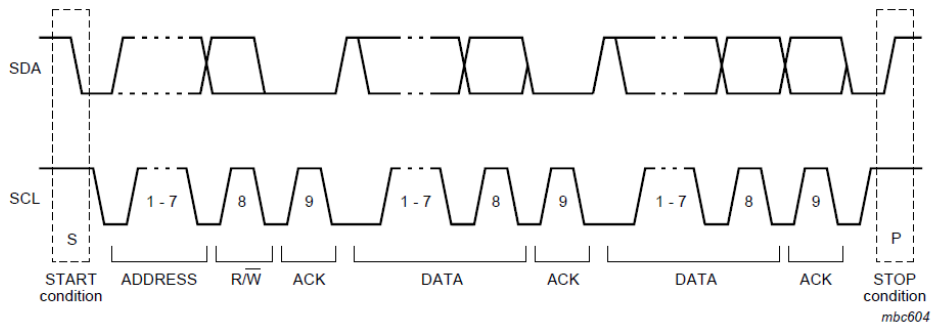 SDA
SCL
1 - 7 8 9 1 - 7 8 9 1 - 7 8 9
S P
START condition ADDRESS R/W̅ ACK DATA ACK DATA ACK STOP condition
mbc604